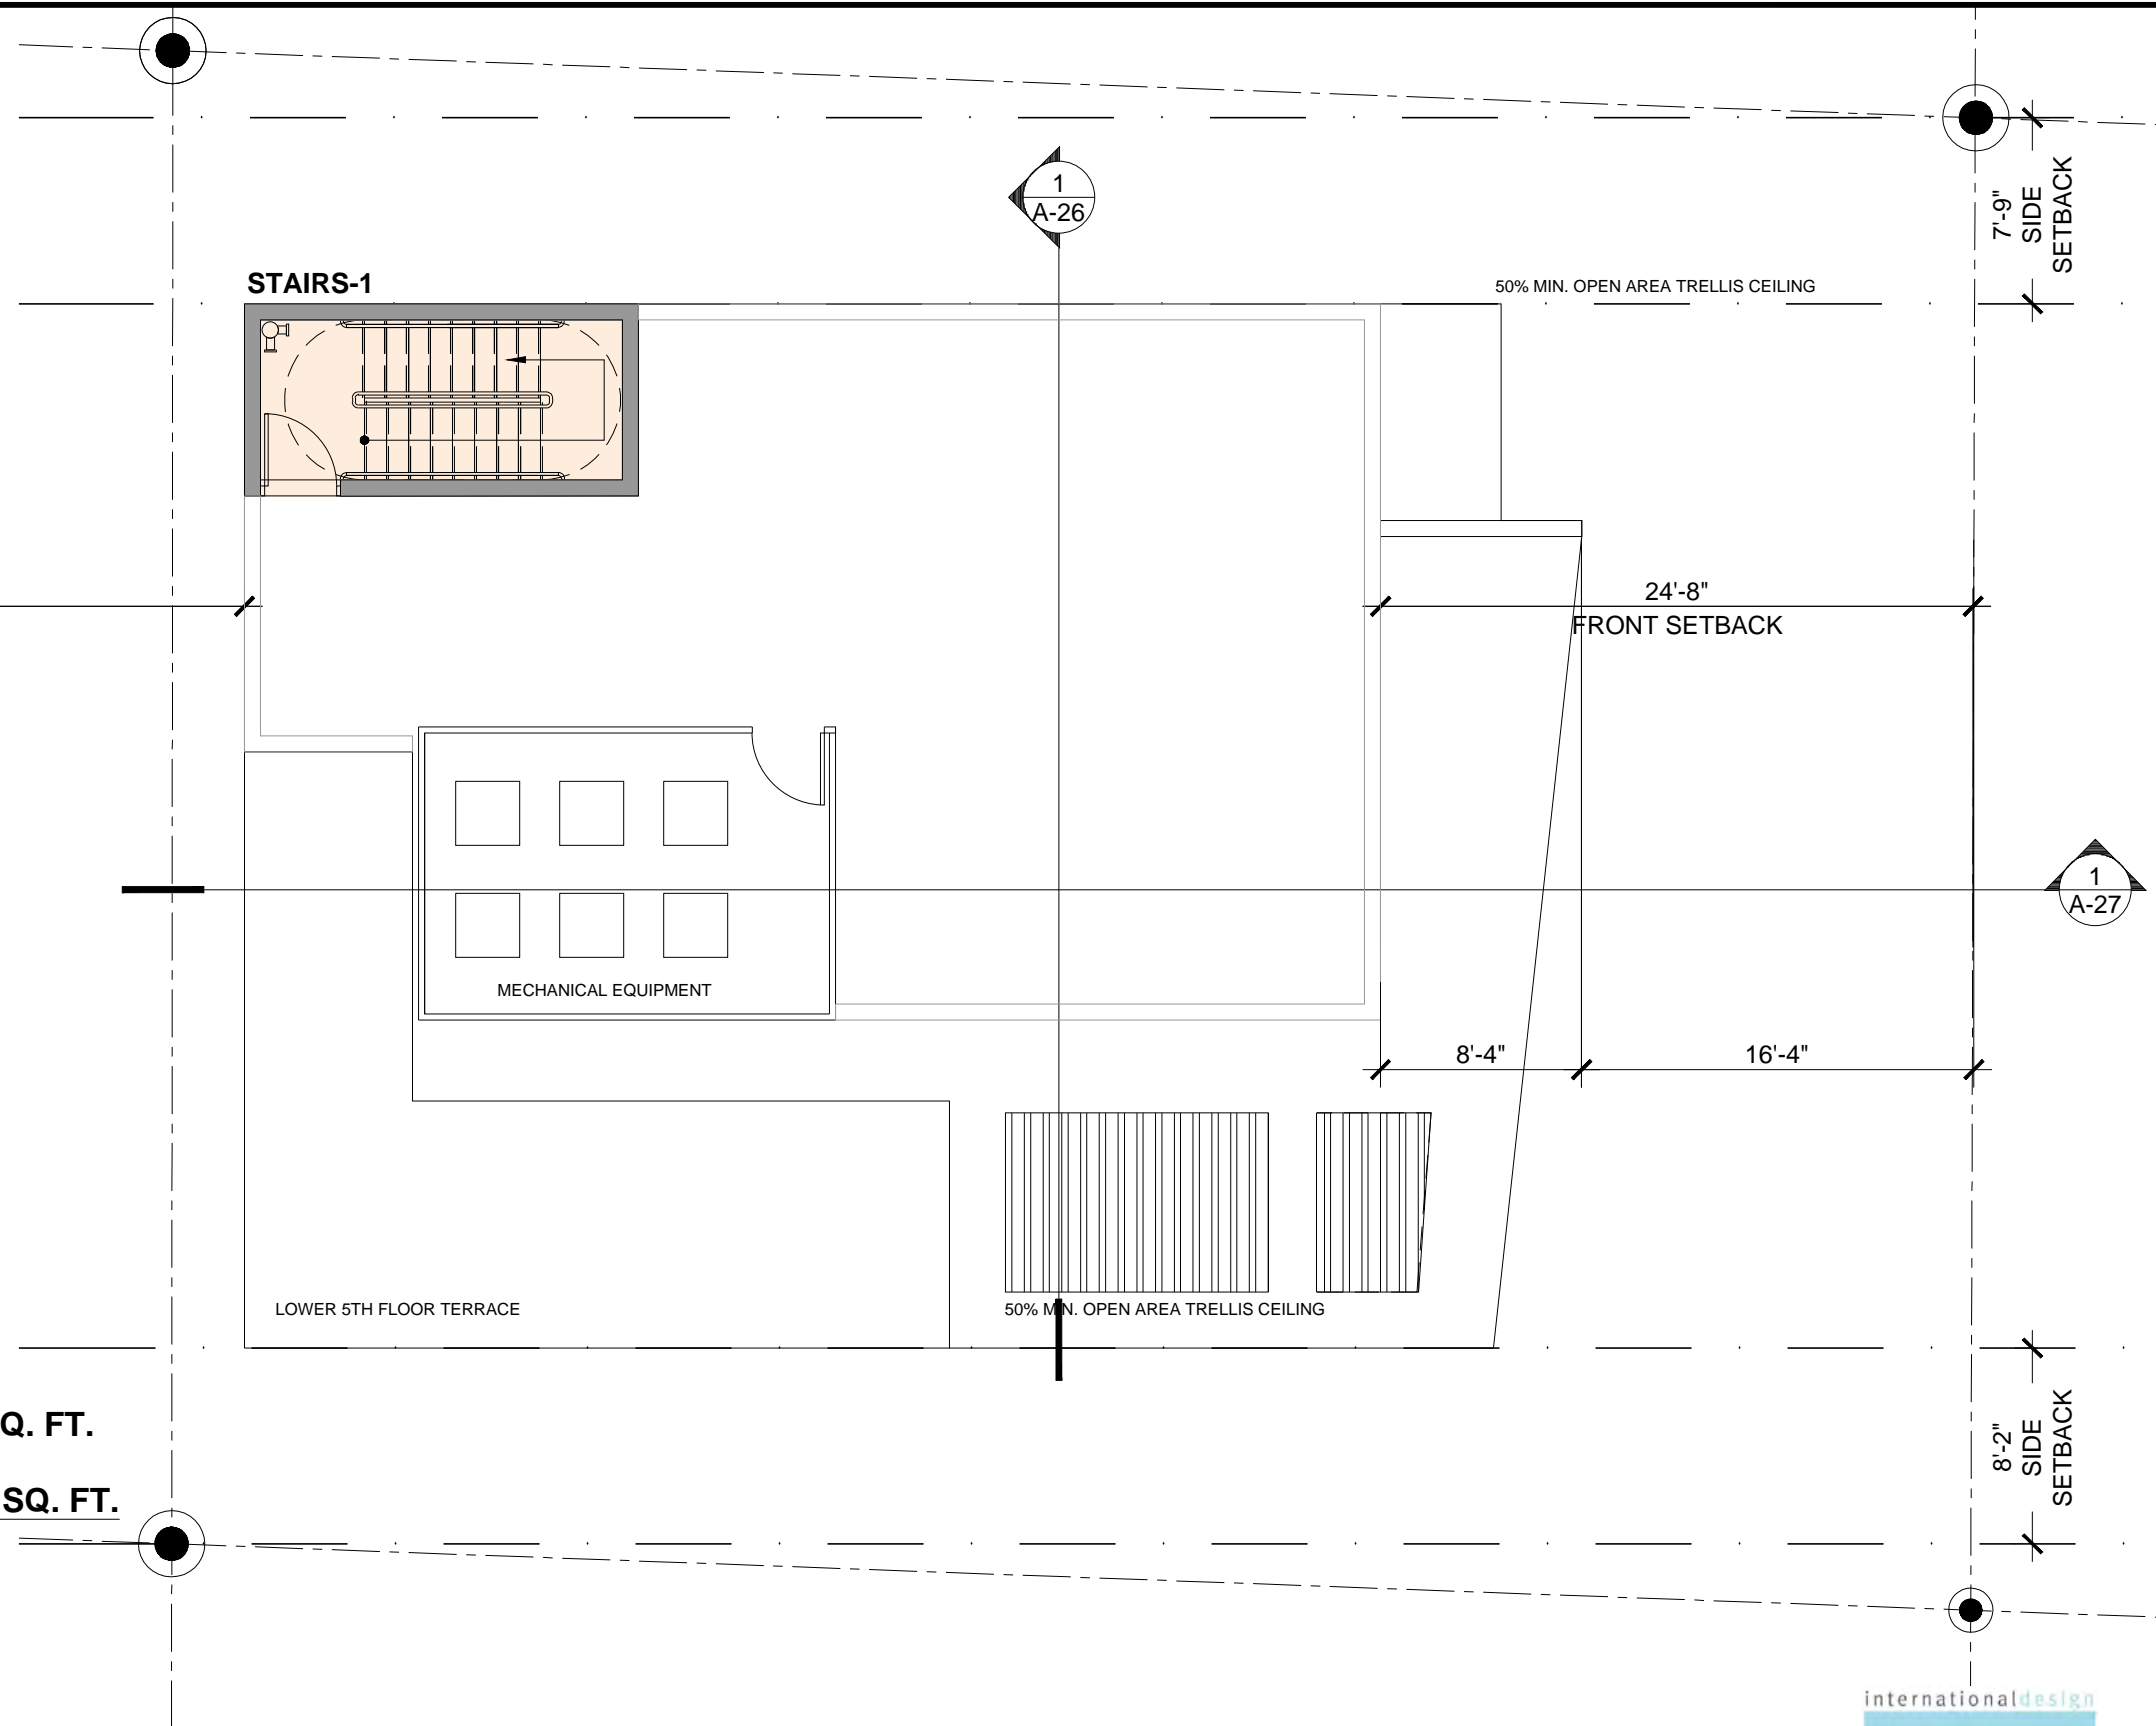 1
A-26
7'-9"
SIDE
SETBACK
STAIRS-1
50% MIN. OPEN AREA TRELLIS CEILING
24'-8"
FRONT SETBACK
1
A-27
MECHANICAL EQUIPMENT
8'-4"
16'-4"
LOWER 5TH FLOOR TERRACE
50% MIN. OPEN AREA TRELLIS CEILING
8'-2"
SIDE
SETBACK
Q. FT.
SQ. FT.
internationaldesign